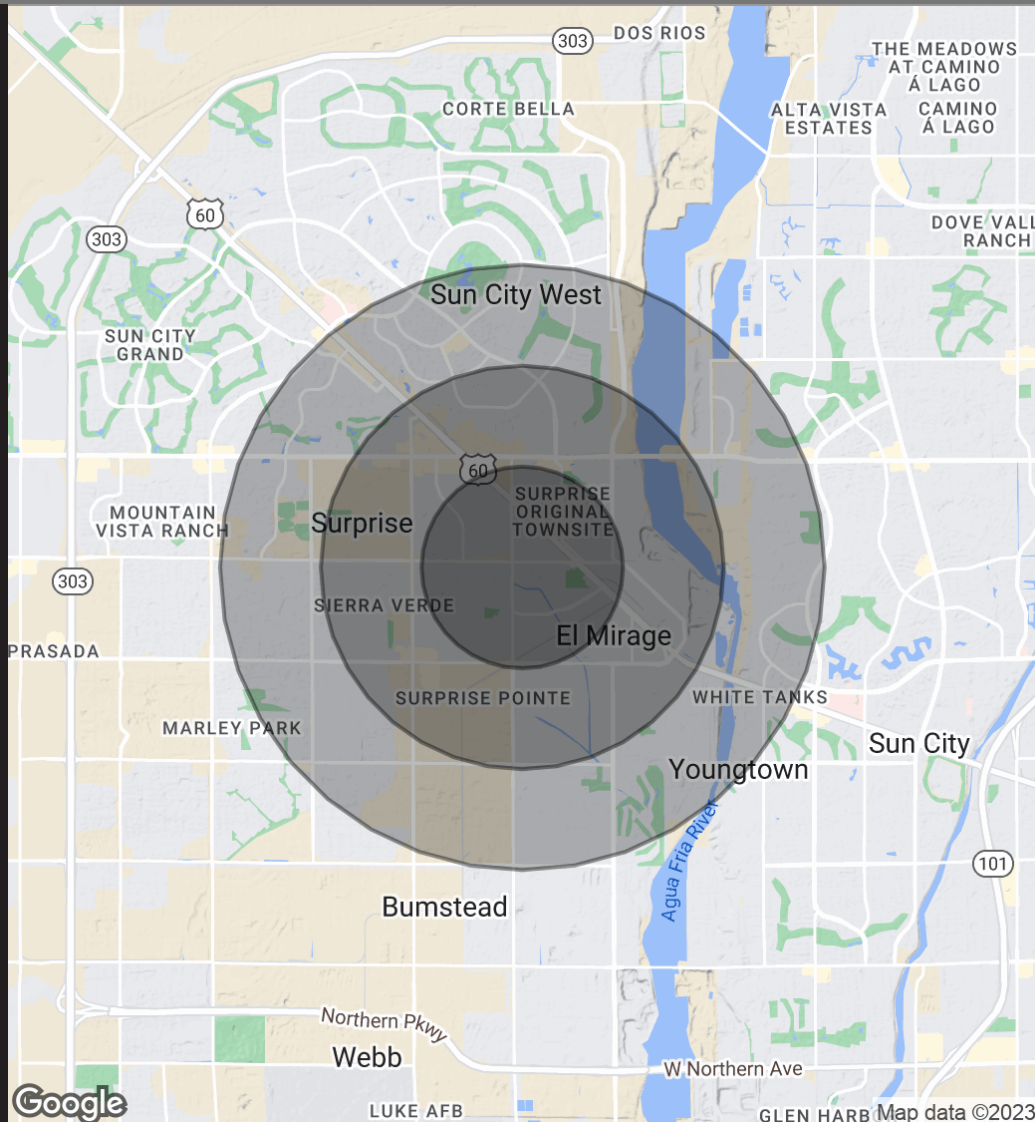 DOS RIOS
303
THE MEADOWS
AT CAMINO
Á LAGO
CORTE BELLA
ALTA VISTA
ESTATES
CAMINO
Á LAGO
60
303
DOVE VALL
RANCH
Sun City West
SUN CITY
GRAND
60
SURPRISE
ORIGINAL
TOWNSITE
MOUNTAIN
VISTA RANCH
Surprise
303
SIERRA VERDE
El Mirage
PRASADA
SURPRISE POINTE
WHITE TANKS
MARLEY PARK
Sun City
Youngtown
Agua Fria River
101
Bumstead
Northern Pkwy
Webb
W Northern Ave
Google
LUKE AFB
GLEN HARBO
Map data ©2023